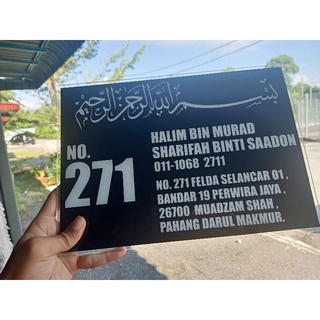 بسم الله الرحمن الرحيم
NO.
271
HALIM BIN MURAD
SHARIFAH BINTI SAADON
011-1068 2711
NO. 271 FELDA SELANCAR 01 ,
BANDAR 19 PERWIRA JAYA ,
26700 MUADZAM SHAH ,
PAHANG DARUL MAKMUR.